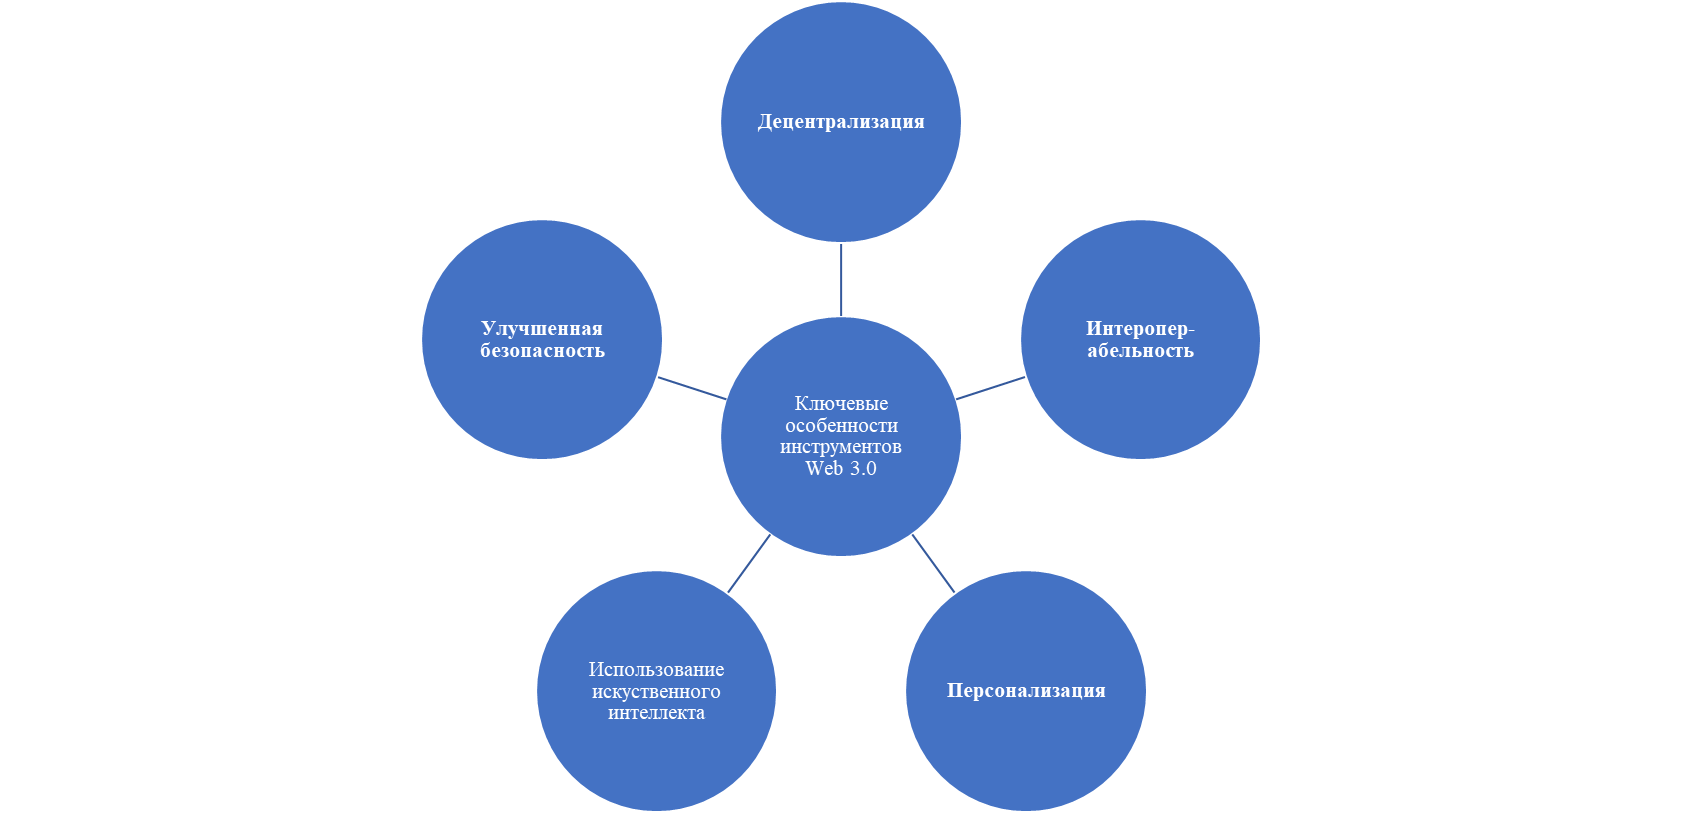 Децентрализация
Улучшенная
безопасность
Интеропер-
абельность
Ключевые
особенности
инструментов
Web 3.0
Использование
искуственного
интеллекта
Персонализация